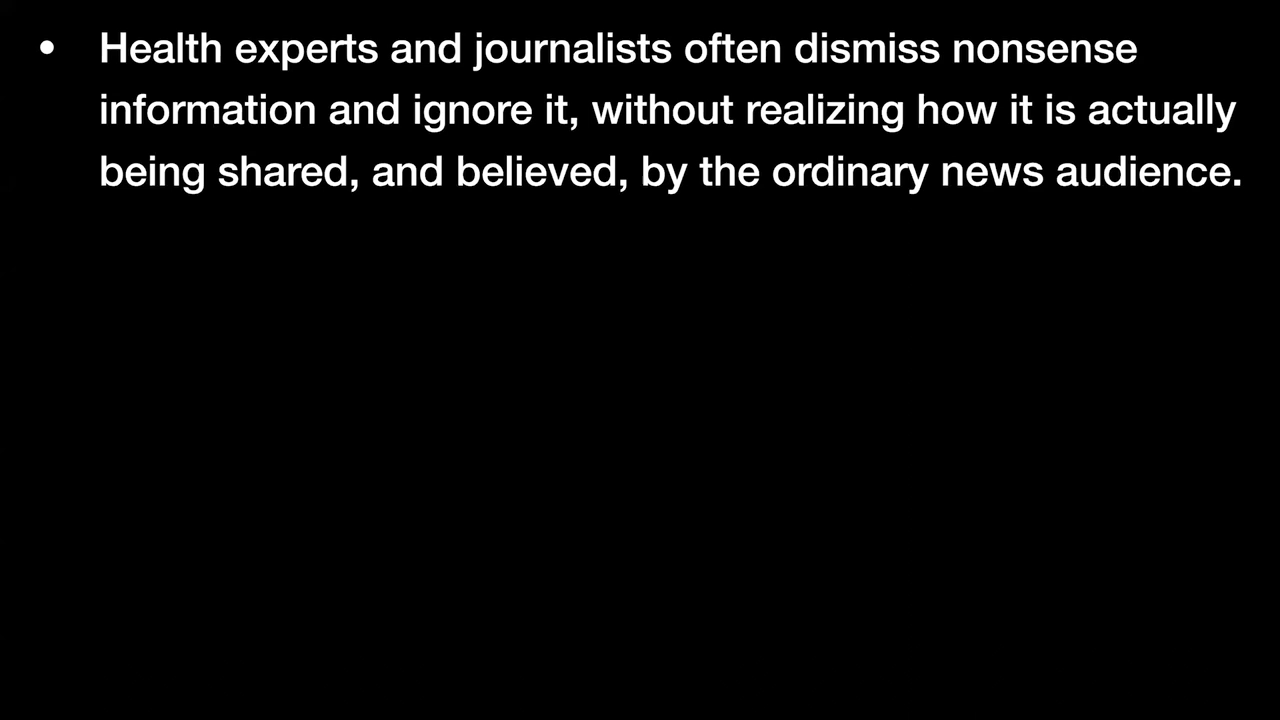 • Health experts and journalists often dismiss nonsense
information and ignore it, without realizing how it is actually
being shared, and believed, by the ordinary news audience.